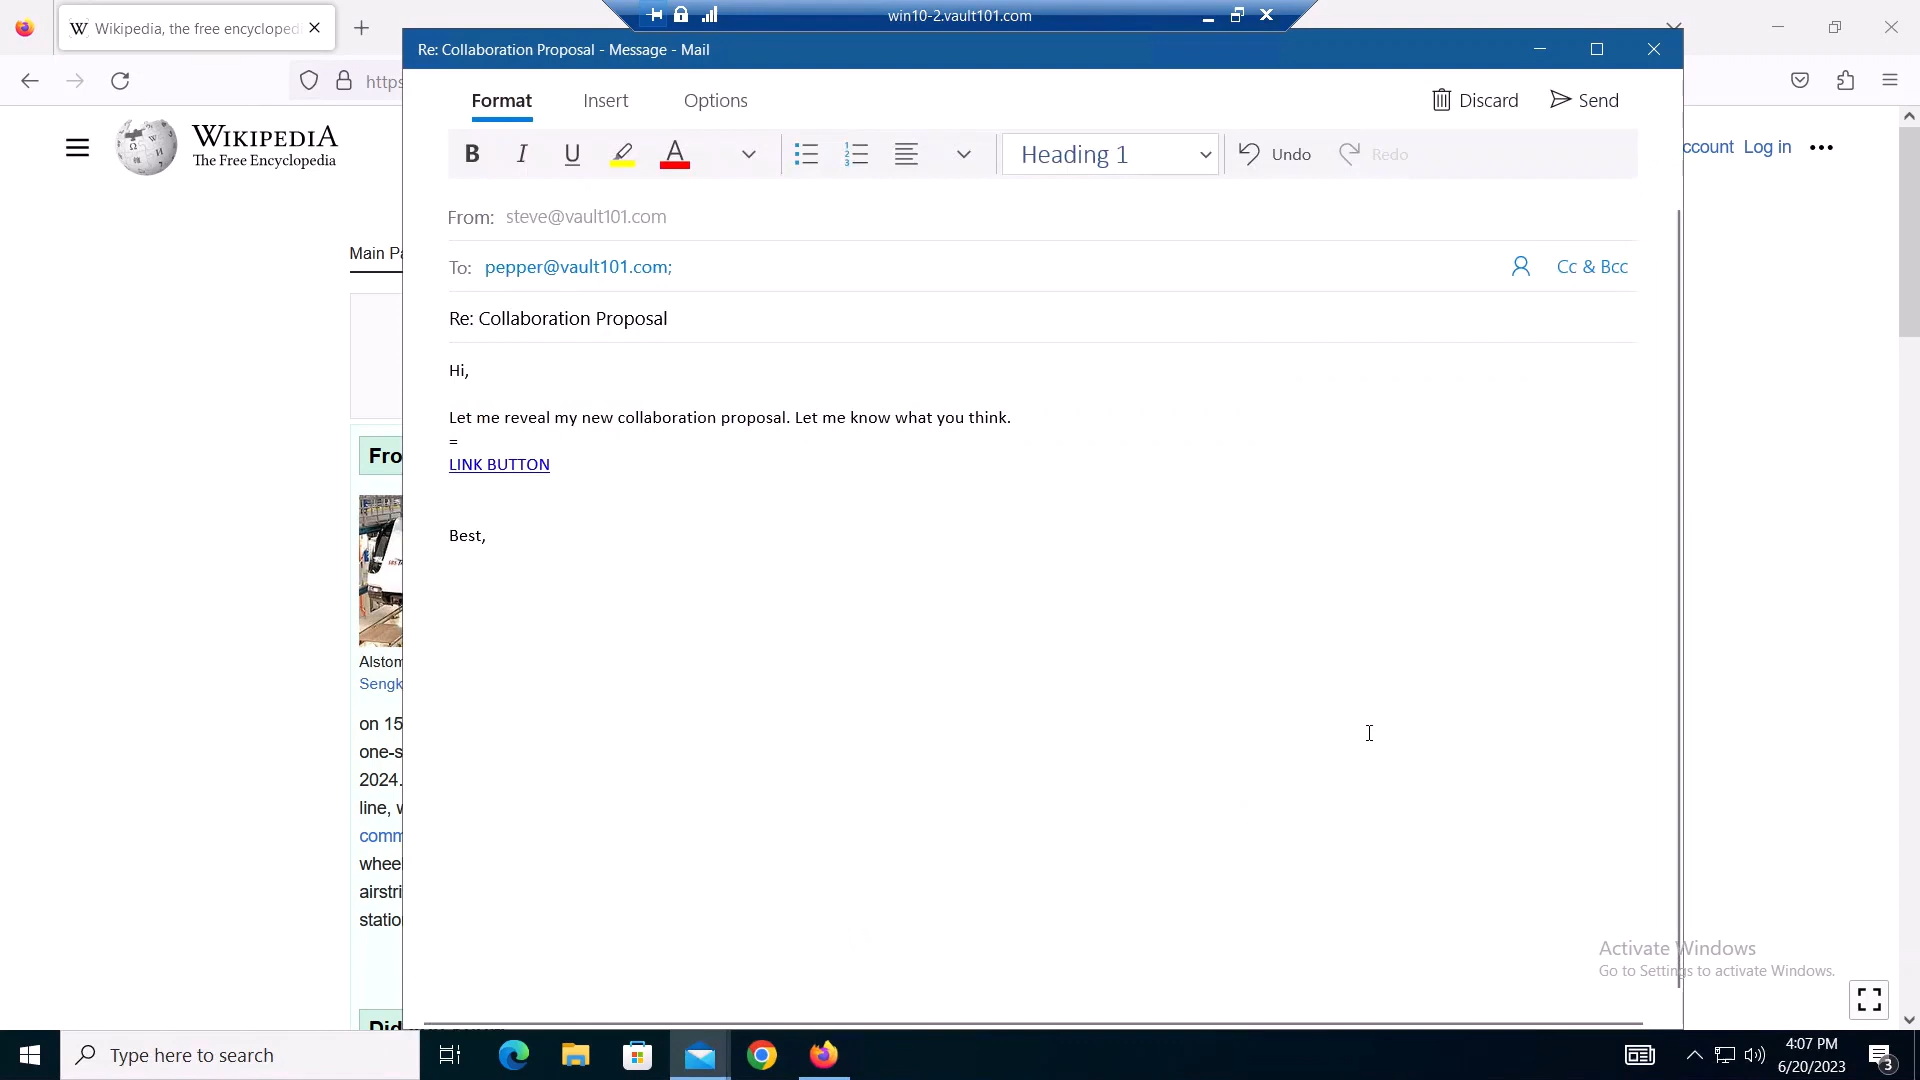 win10-2.vault101.com
Wikipedia, the free encycloped
Re: Collaboration Proposal - Message - Mail
https
Format Insert Options Discard Send
WIKIPEDIA
The Free Encyclopedia
ccount Log in
B I U A Heading 1 Undo Redo
From: steve@vault101.com
Main Pa
To: pepper@vault101.com; Cc & Bcc
Re: Collaboration Proposal
Hi,
Let me reveal my new collaboration proposal. Let me know what you think.
=
LINK BUTTON
Fro
Best,
Alstom
Sengk
on 15
one-s
2024.
line, w
comm
wheel
airstri
statio
Activate Windows
Go to Settings to activate Windows.
Type here to search
4:07 PM
6/20/2023
3